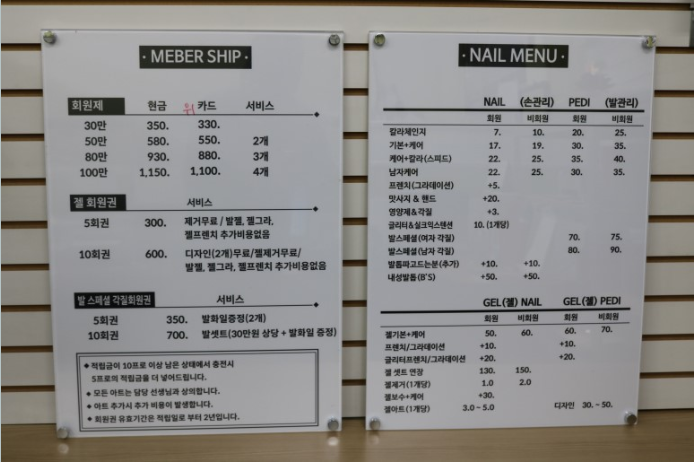 · MEBER SHIP ·
회원제 현금 카드 서비스
30만 350. 330.
50만 580. 550. 2개
80만 930. 880. 3개
100만 1,150. 1,100. 4개
젤 회원권 서비스
5회권 300. 제거무료 / 발젤, 젤그라,
젤프렌치 추가비용없음
10회권 600. 디자인(2개)무료/젤제거무료/
발젤, 젤그라, 젤프렌치 추가비용없음
발 스페셜 각질회원권 서비스
5회권 350. 발화일증정(2개)
10회권 700. 발셋트(30만원 상당 + 발화일 증정)
◆ 적립금이 10프로 이상 남은 상태에서 충전시
5프로의 적립금을 더 넣어드립니다.
◆ 모든 아트는 담당 선생님과 상의합니다.
◆ 아트 추가시 추가 비용이 발생합니다.
◆ 회원권 유효기간은 적립일로 부터 2년입니다.
· NAIL MENU ·
NAIL (손관리) PEDI (발관리)
회원 비회원 회원 비회원
칼라체인지 7. 10. 20. 25.
기본+케어 17. 19. 30. 35.
케어+칼라(스피드) 22. 25. 35. 40.
남자케어 22. 25. 30. 35.
프렌치(그라데이션) +5.
맛사지 & 핸드 +20.
영양제&각질 +3.
글리터&실크익스텐션 10. (1개당)
발스페셜(여자 각질) 70. 75.
발스페셜(남자 각질) 80. 90.
발톱파고드는분(추가) +10. +10.
내성발톱(B'S) +50. +50.
GEL(젤) NAIL GEL(젤) PEDI
회원 비회원 회원 비회원
젤기본+케어 50. 60. 60. 70.
프렌치/그라데이션 +10. +10.
글리터프렌치/그라데이션 +20. +20.
젤 셋트 연장 130. 150.
젤제거(1개당) 1.0 2.0
젤보수+케어 +30.
젤아트(1개당) 3.0 ~ 5.0 디자인 30. ~ 50.